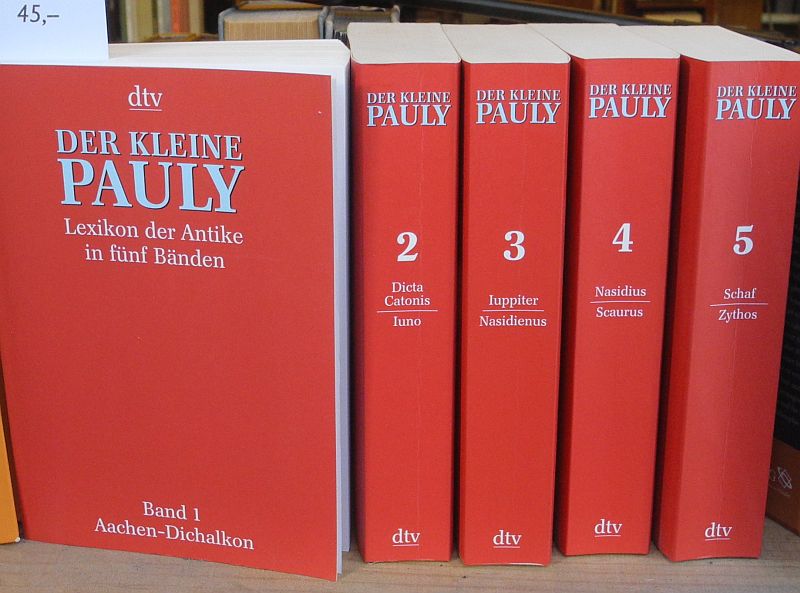 45,–
dtv
DER KLEINE
PAULY
Lexikon der Antike
in fünf Bänden
Band 1
Aachen–Dichalkon
DER KLEINE
PAULY
2
Dicta
Catonis
Iuno
dtv
DER KLEINE
PAULY
3
Iuppiter
Nasidienus
dtv
DER KLEINE
PAULY
4
Nasidius
Scaurus
dtv
DER KLEINE
PAULY
5
Schaf
Zythos
dtv